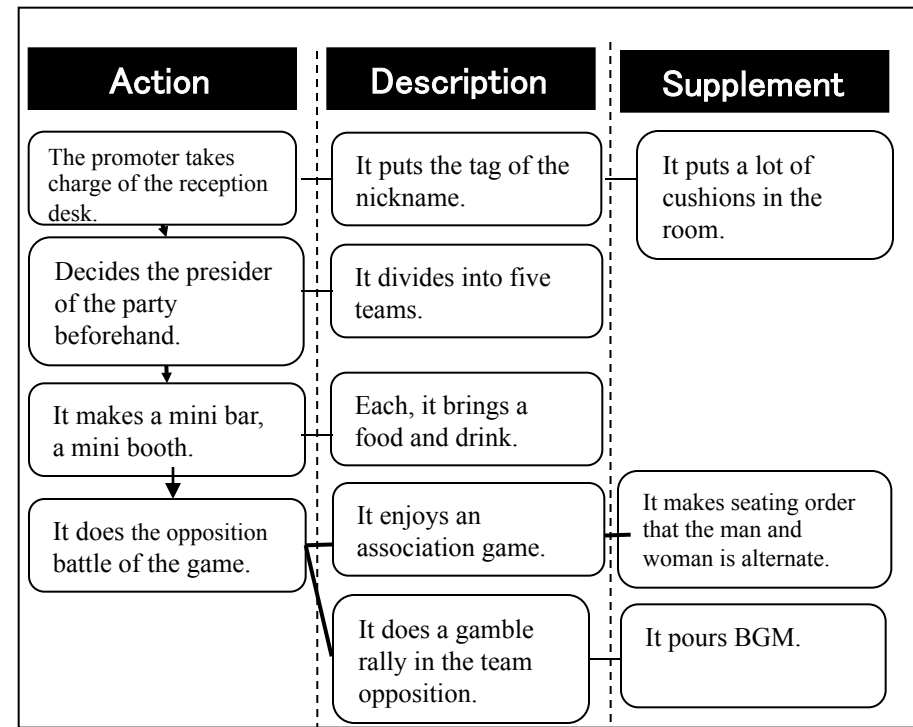 Action
Description
Supplement
The promoter takes
charge of the reception
desk.
It puts the tag of the
nickname.
It puts a lot of
cushions in the
room.
Decides the presider
of the party
beforehand.
It divides into five
teams.
It makes a mini bar,
a mini booth.
Each, it brings a
food and drink.
It does the opposition
battle of the game.
It enjoys an
association game.
It makes seating order
that the man and
woman is alternate.
It does a gamble
rally in the team
opposition.
It pours BGM.